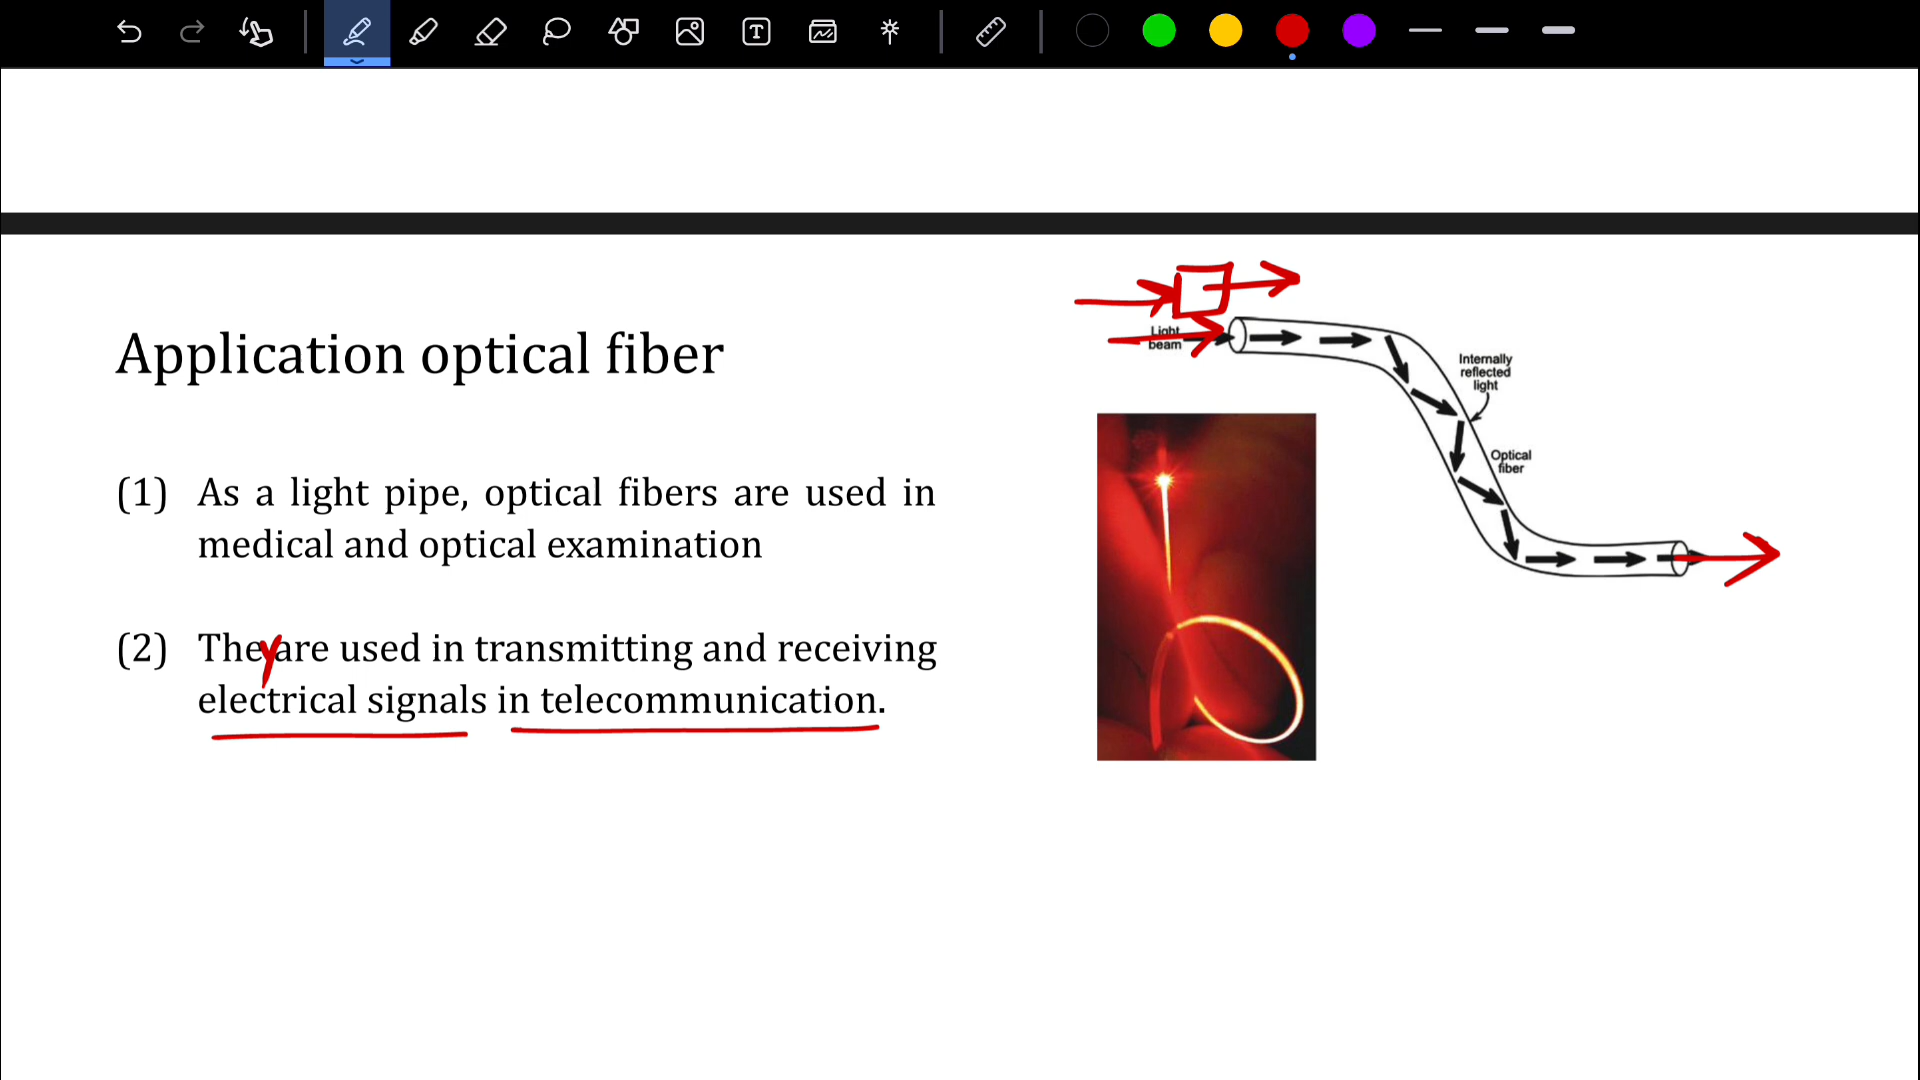 Application optical fiber
(1) As a light pipe, optical fibers are used in
medical and optical examination
(2) They are used in transmitting and receiving
electrical signals in telecommunication.
Light
beam
Internally
reflected
light
Optical
fiber